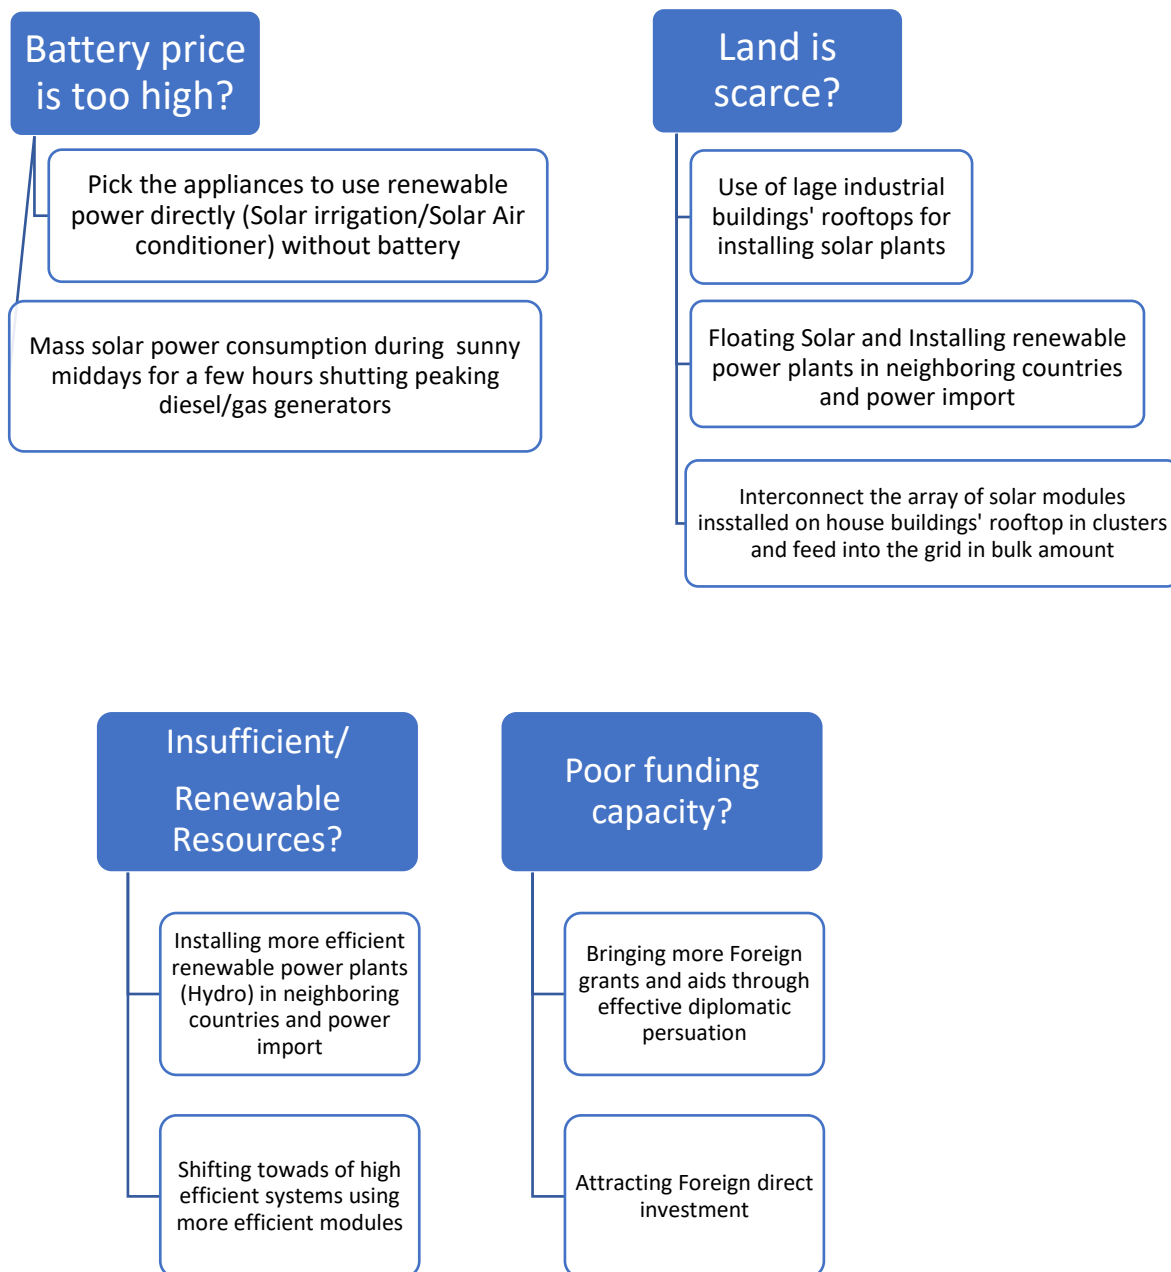 Battery price
is too high?
Pick the appliances to use renewable
power directly (Solar irrigation/Solar Air
conditioner) without battery
Mass solar power consumption during sunny
middays for a few hours shutting peaking
diesel/gas generators
Land is
scarce?
Use of lage industrial
buildings' rooftops for
installing solar plants
Floating Solar and Installing renewable
power plants in neighboring countries
and power import
Interconnect the array of solar modules
insstalled on house buildings' rooftop in clusters
and feed into the grid in bulk amount
Insufficient/
Renewable
Resources?
Installing more efficient
renewable power plants
(Hydro) in neighboring
countries and power
import
Shifting towads of high
efficient systems using
more efficient modules
Poor funding
capacity?
Bringing more Foreign
grants and aids through
effective diplomatic
persuation
Attracting Foreign direct
investment